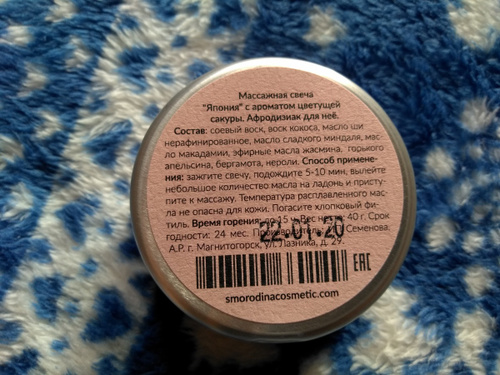 Массажная свеча
"Япония" с ароматом цветущей
сакуры. Афродизиак для неё.
Состав: соевый воск, воск кокоса, масло ши
нерафинированное, масло сладкого миндаля, мас-
ло макадамии, эфирные масла жасмина, горького
апельсина, бергамота, нероли. Способ примене-
ния: зажгите свечу, подождите 5-10 мин, вылейте
небольшое количество масла на ладонь и присту-
пите к массажу. Температура расплавленного мас-
ла не опасна для кожи. Погасите хлопковый фи-
тиль. Время горения: до 15 ч. Вес 40 г. Срок
годности: 24 мес. Производитель: Семенова,
А.Р. г. Магнитогорск, ул. Лазника, д. 29.
22.01.20
EAC
smorodinacosmetic.com